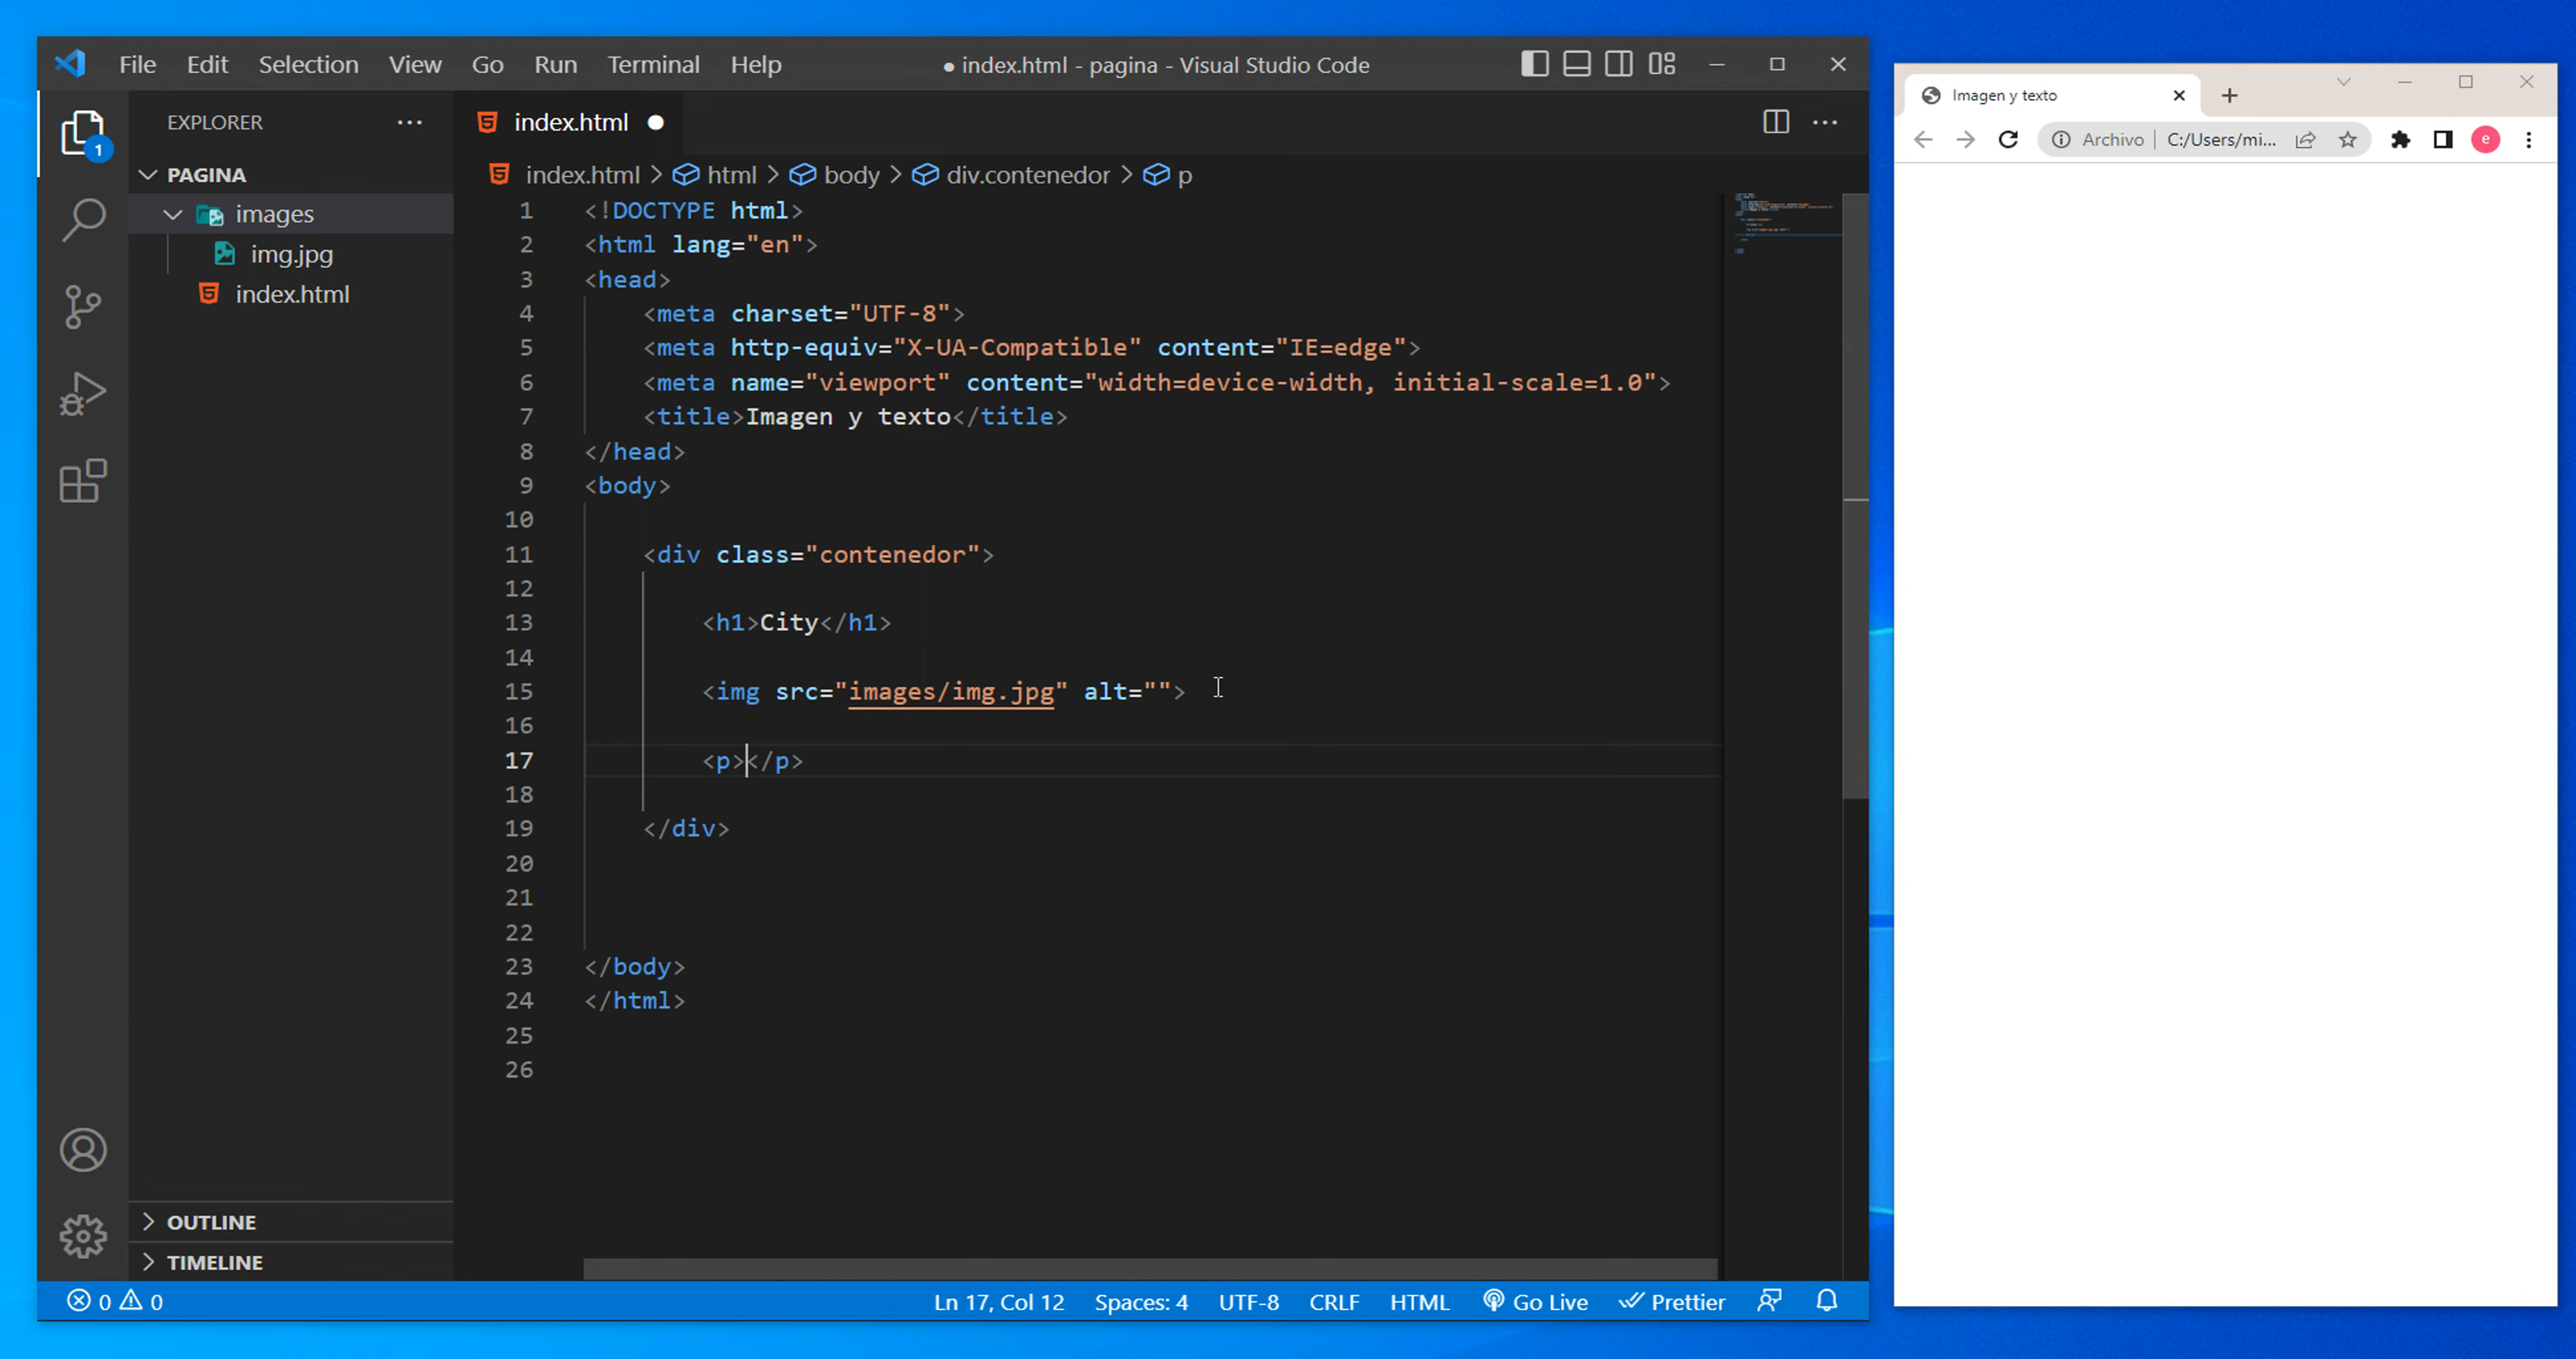 File Edit Selection View Go Run Terminal Help ● index.html - pagina - Visual Studio Code
EXPLORER ···
PAGINA
images
img.jpg
index.html
OUTLINE
TIMELINE
1
index.html ●
index.html > html > body > div.contenedor > p
1 <!DOCTYPE html>
2 <html lang="en">
3 <head>
4 <meta charset="UTF-8">
5 <meta http-equiv="X-UA-Compatible" content="IE=edge">
6 <meta name="viewport" content="width=device-width, initial-scale=1.0">
7 <title>Imagen y texto</title>
8 </head>
9 <body>
10
11 <div class="contenedor">
12
13 <h1>City</h1>
14
15 <img src="images/img.jpg" alt="">
16
17 <p></p>
18
19 </div>
20
21
22
23 </body>
24 </html>
25
26
0 0 Ln 17, Col 12 Spaces: 4 UTF-8 CRLF HTML Go Live Prettier
Imagen y texto
Archivo | C:/Users/mi... e